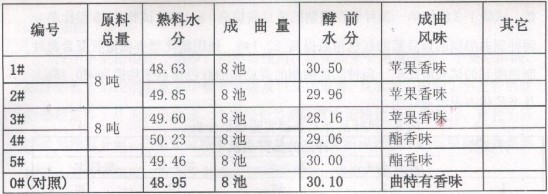 编号 原料总量 熟料水分 成曲量 酵前水分 成曲风味 其它
1# 8吨 48.63 8池 30.50 苹果香味
2# 49.85 8池 29.96 苹果香味
3# 8吨 49.60 8池 28.16 苹果香味
4# 50.23 8池 29.06 酯香味
5# 49.46 8池 30.00 酯香味
0#(对照) 48.95 8池 30.10 曲特有香味